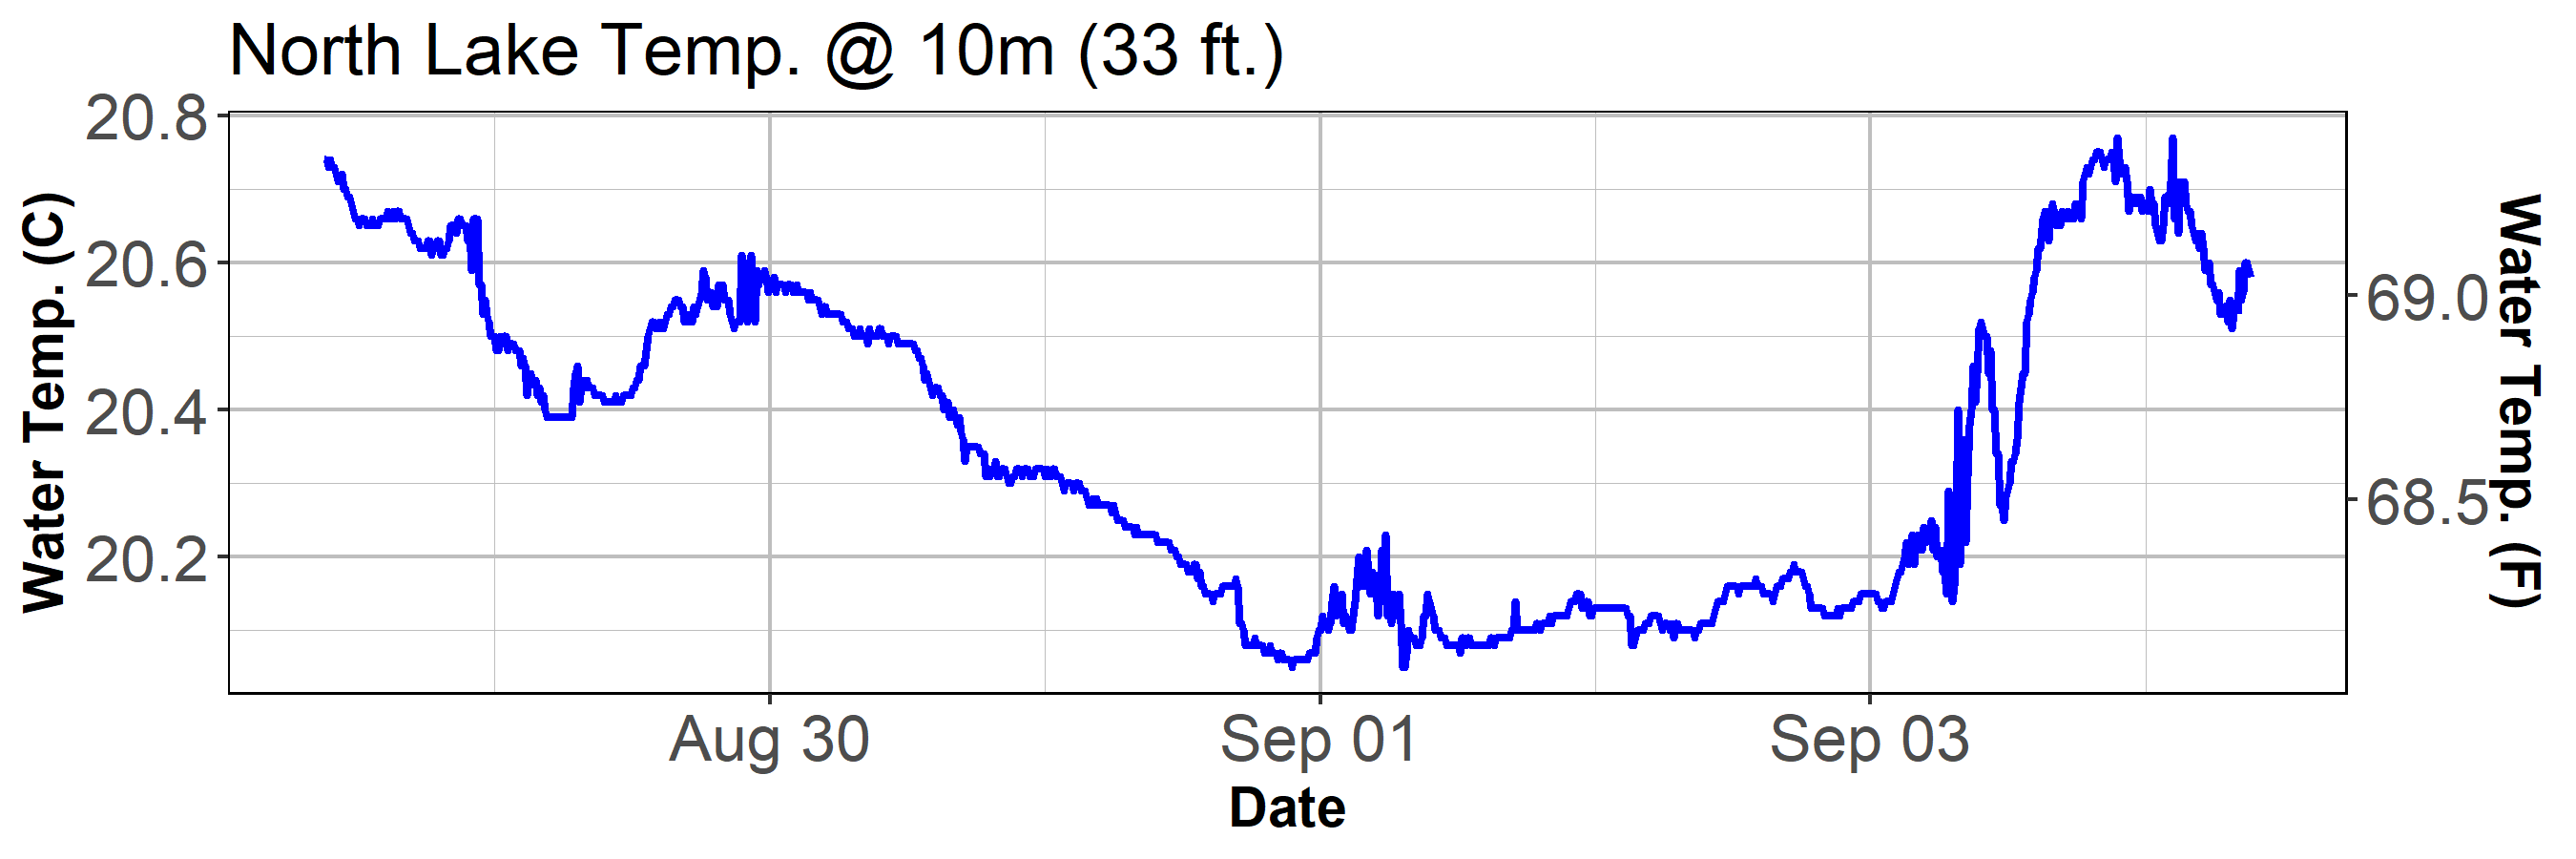 North Lake Temp. @ 10m (33 ft.)
Water Temp. (C)
20.8
20.6
20.4
20.2
69.0
68.5
Water Temp. (F)
Aug 30
Sep 01
Sep 03
Date